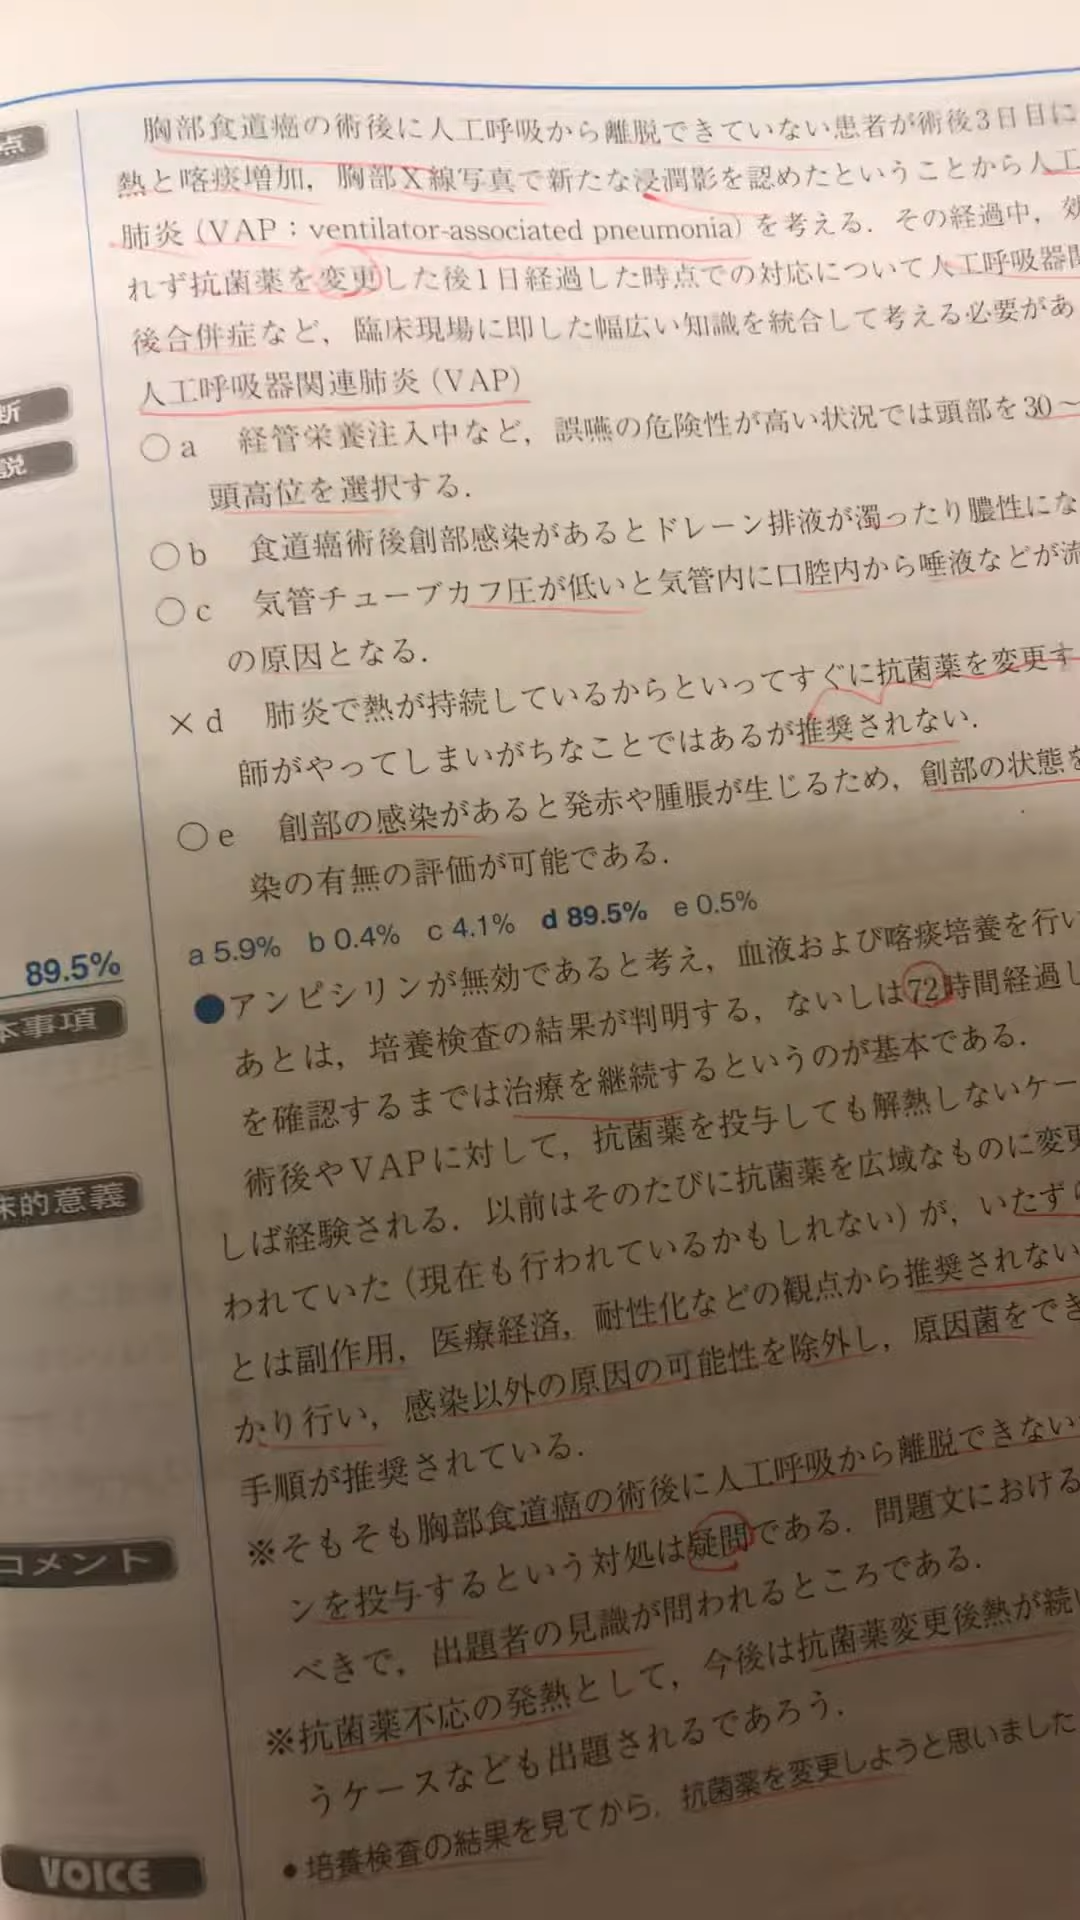 点
胸部食道癌の術後に人工呼吸から離脱できていない患者が術後3日目に
熱と喀痰増加，胸部X線写真で新たな浸潤影を認めたということから人工
肺炎（VAP：ventilator-associated pneumonia）を考える．その経過中，効
れず抗菌薬を変更した後1日経過した時点での対応について人工呼吸器関
後合併症など，臨床現場に即した幅広い知識を統合して考える必要があ
断
人工呼吸器関連肺炎（VAP）
説
○a 経管栄養注入中など，誤嚥の危険性が高い状況では頭部を30～
頭高位を選択する．
○b 食道癌術後創部感染があるとドレーン排液が濁ったり膿性にな
○c 気管チューブカフ圧が低いと気管内に口腔内から唾液などが流
の原因となる．
×d 肺炎で熱が持続しているからといってすぐに抗菌薬を変更す
師がやってしまいがちなことではあるが推奨されない．
○e 創部の感染があると発赤や腫脹が生じるため，創部の状態を
染の有無の評価が可能である．
89.5%
a 5.9% b 0.4% c 4.1% d 89.5% e 0.5%
本事項
●アンピシリンが無効であると考え，血液および喀痰培養を行い
あとは，培養検査の結果が判明する，ないしは72時間経過し
を確認するまでは治療を継続するというのが基本である．
床的意義
術後やVAPに対して，抗菌薬を投与しても解熱しないケー
しば経験される．以前はそのたびに抗菌薬を広域なものに変更
われていた（現在も行われているかもしれない）が，いたずら
とは副作用，医療経済，耐性化などの観点から推奨されない
かり行い，感染以外の原因の可能性を除外し，原因菌をでき
手順が推奨されている．
コメント
※そもそも胸部食道癌の術後に人工呼吸から離脱できない
ンを投与するという対処は疑問である．問題文における
べきで，出題者の見識が問われるところである．
※抗菌薬不応の発熱として，今後は抗菌薬変更後熱が続
うケースなども出題されるであろう．
VOICE
●培養検査の結果を見てから，抗菌薬を変更しようと思いました